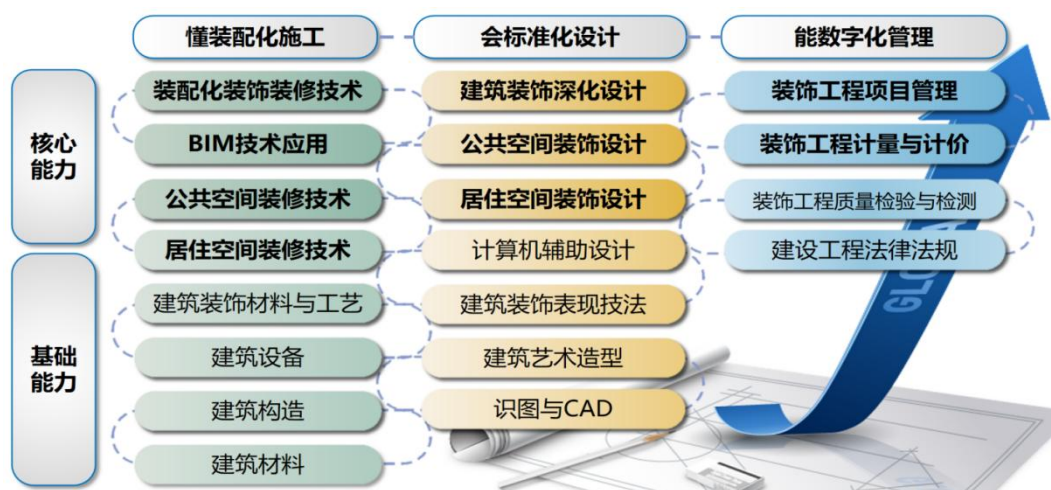 懂装配化施工
会标准化设计
能数字化管理
核心
能力
基础
能力
装配化装饰装修技术
BIM技术应用
公共空间装修技术
居住空间装修技术
建筑装饰材料与工艺
建筑设备
建筑构造
建筑材料
建筑装饰深化设计
公共空间装饰设计
居住空间装饰设计
计算机辅助设计
建筑装饰表现技法
建筑艺术造型
识图与CAD
装饰工程项目管理
装饰工程计量与计价
装饰工程质量检验与检测
建设工程法律法规